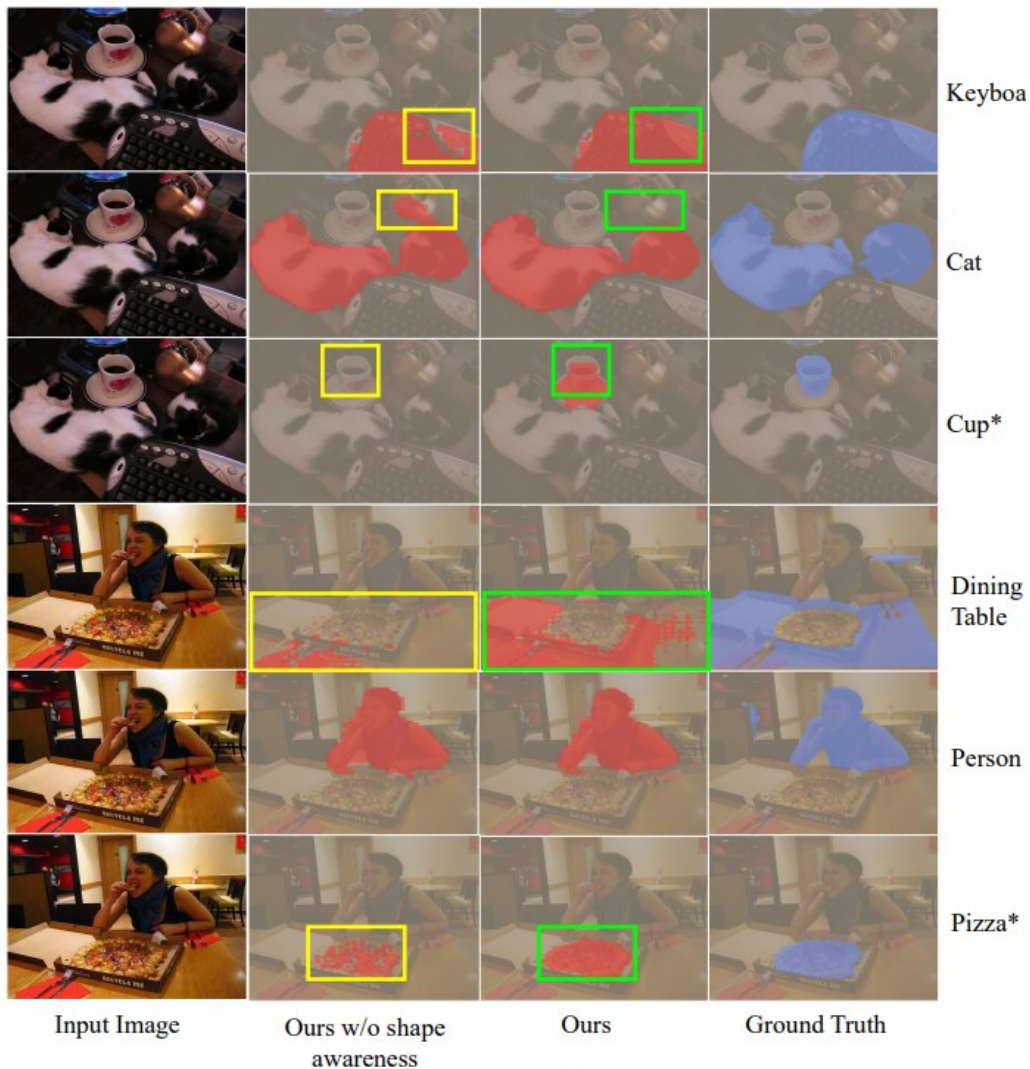 Keyboa
Cat
Cup*
Dining
Table
Person
Pizza*
Input Image
Ours w/o shape
awareness
Ours
Ground Truth